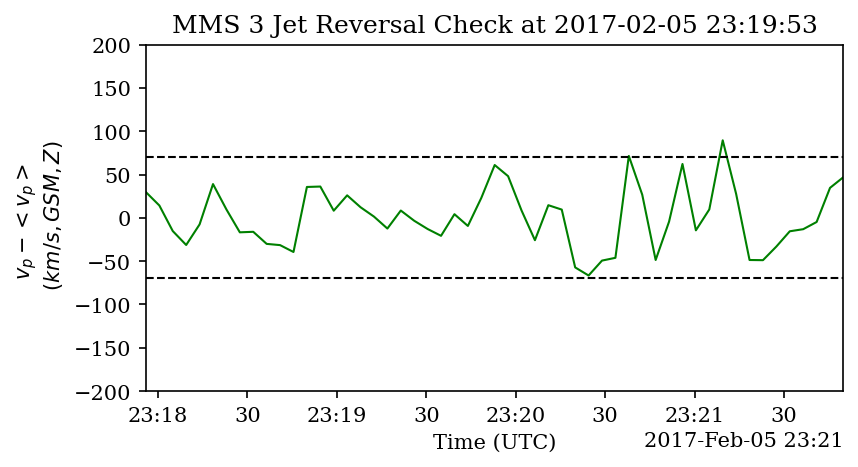 MMS 3 Jet Reversal Check at 2017-02-05 23:19:53
200
150
100
50
0
−50
−100
−150
−200
v_p − < v_p >
(km/s, GSM, Z)
23:18 30 23:19 30 23:20 30 23:21 30
Time (UTC)
2017-Feb-05 23:21